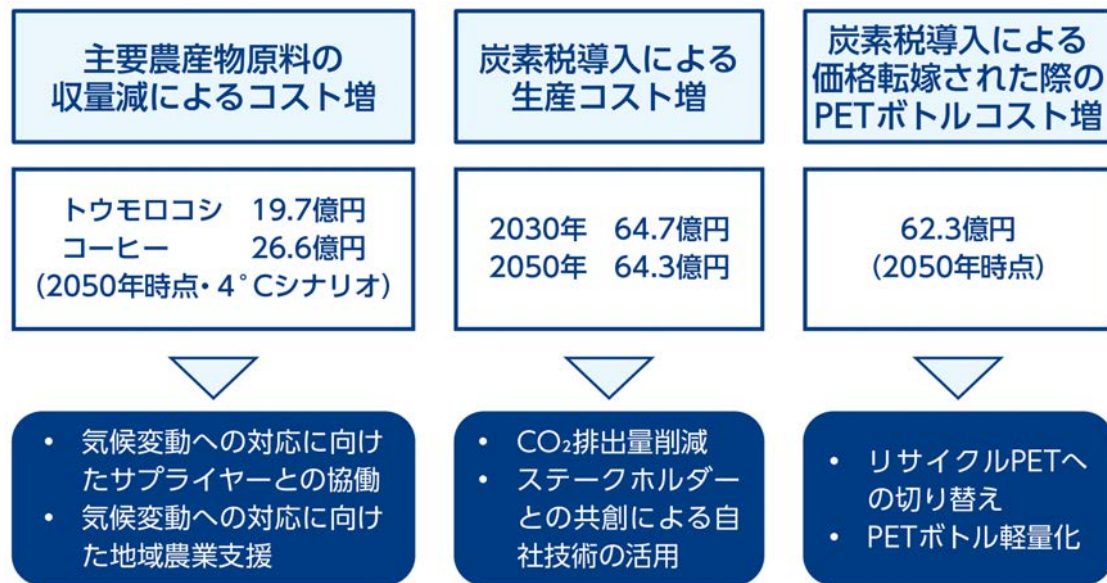 主要農産物原料の
収量減によるコスト増
トウモロコシ 19.7億円
コーヒー 26.6億円
(2050年時点・4°Cシナリオ)
• 気候変動への対応に向け
たサプライヤーとの協働
• 気候変動への対応に向け
た地域農業支援
炭素税導入による
生産コスト増
2030年 64.7億円
2050年 64.3億円
• CO₂排出量削減
• ステークホルダー
との共創による自
社技術の活用
炭素税導入による
価格転嫁された際の
PETボトルコスト増
62.3億円
(2050年時点)
• リサイクルPETへ
の切り替え
• PETボトル軽量化